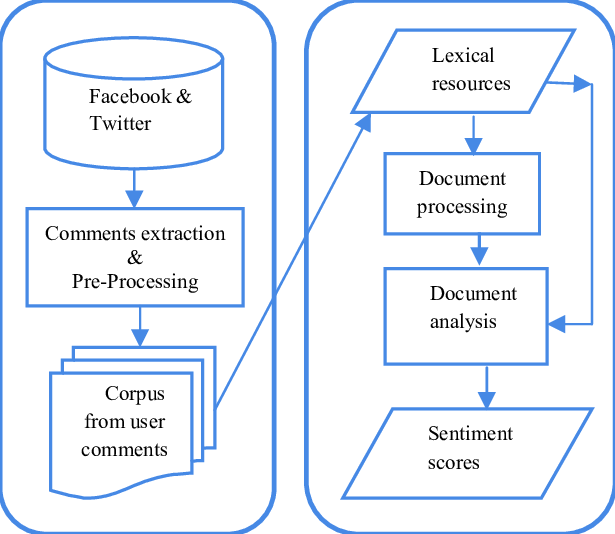 Facebook &
Twitter
Comments extraction
&
Pre-Processing
Corpus
from user
comments
Lexical
resources
Document
processing
Document
analysis
Sentiment
scores